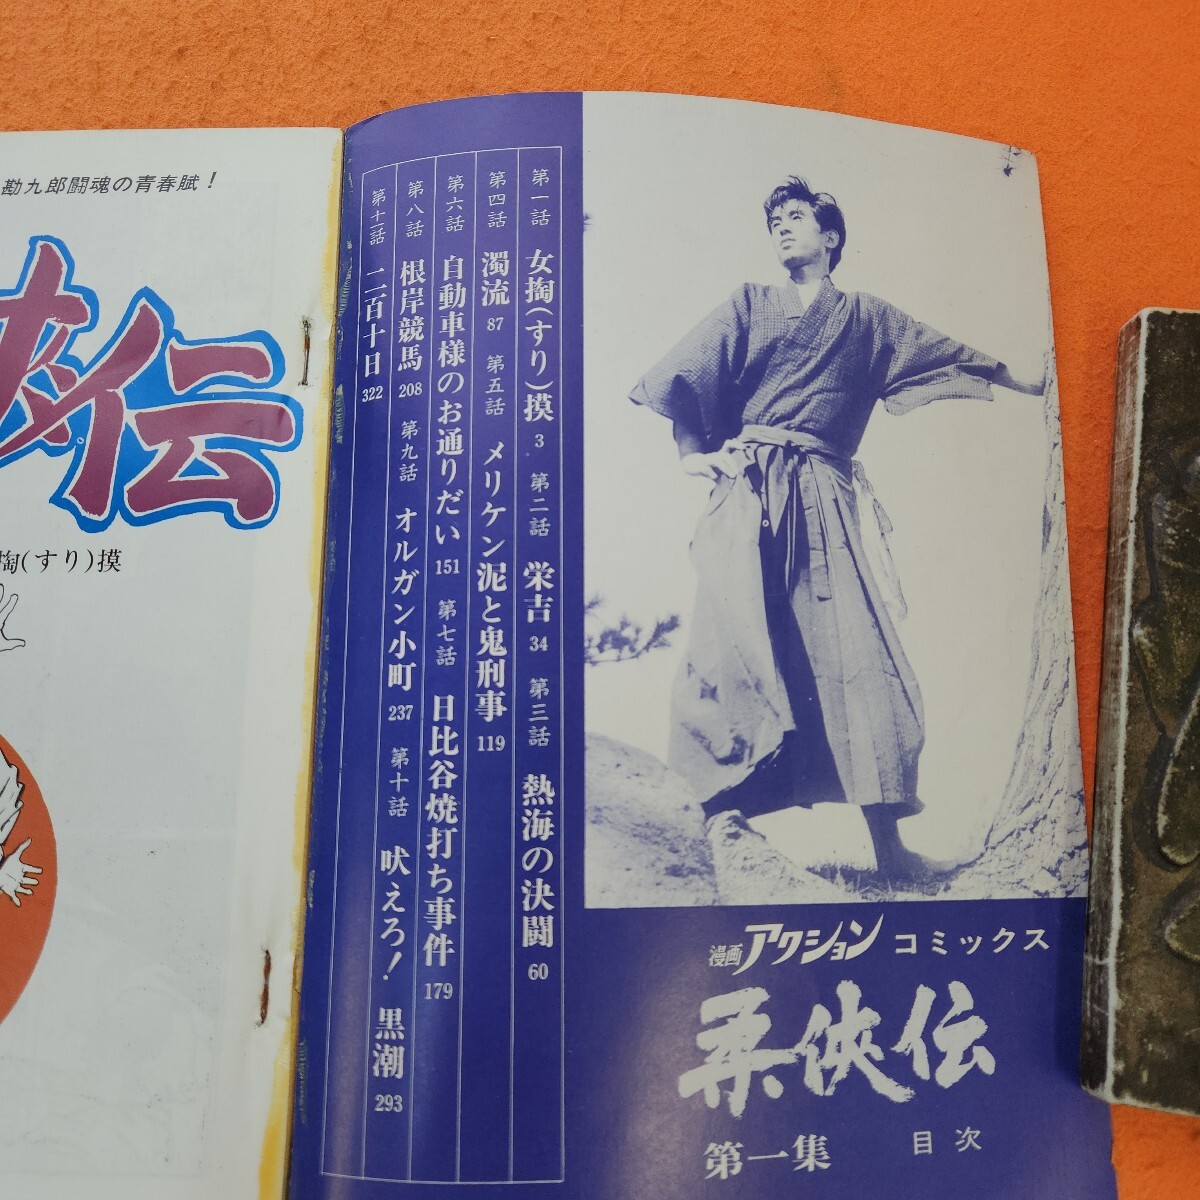 勘九郎闘魂の青春賦！
侠伝
掏(すり)摸
第一話 女掏(すり)摸 3 第二話 栄吉 34 第三話 熱海の決闘 60
第四話 濁流 87 第五話 メリケン泥と鬼刑事 119
第六話 自動車様のお通りだい 151 第七話 日比谷焼打ち事件 179
第八話 根岸競馬 208 第九話 オルガン小町 237 第十話 吠えろ！黒潮 293
第十一話 二百十日 322
漫画アクションコミックス
柔侠伝
第一集 目次